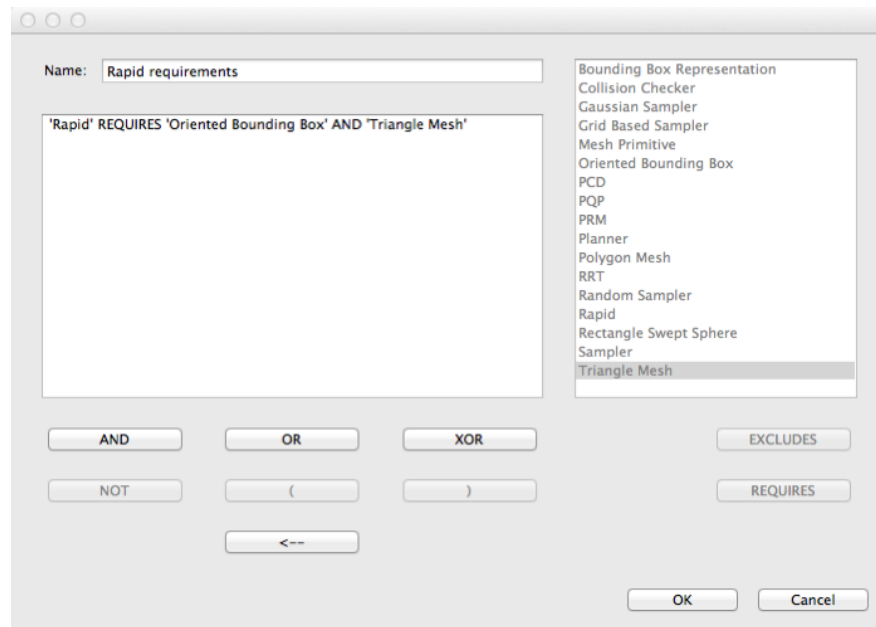 Name: Rapid requirements
'Rapid' REQUIRES 'Oriented Bounding Box' AND 'Triangle Mesh'
Bounding Box Representation
Collision Checker
Gaussian Sampler
Grid Based Sampler
Mesh Primitive
Oriented Bounding Box
PCD
PQP
PRM
Planner
Polygon Mesh
RRT
Random Sampler
Rapid
Rectangle Swept Sphere
Sampler
Triangle Mesh
AND OR XOR EXCLUDES
NOT ( ) REQUIRES
<--
OK Cancel